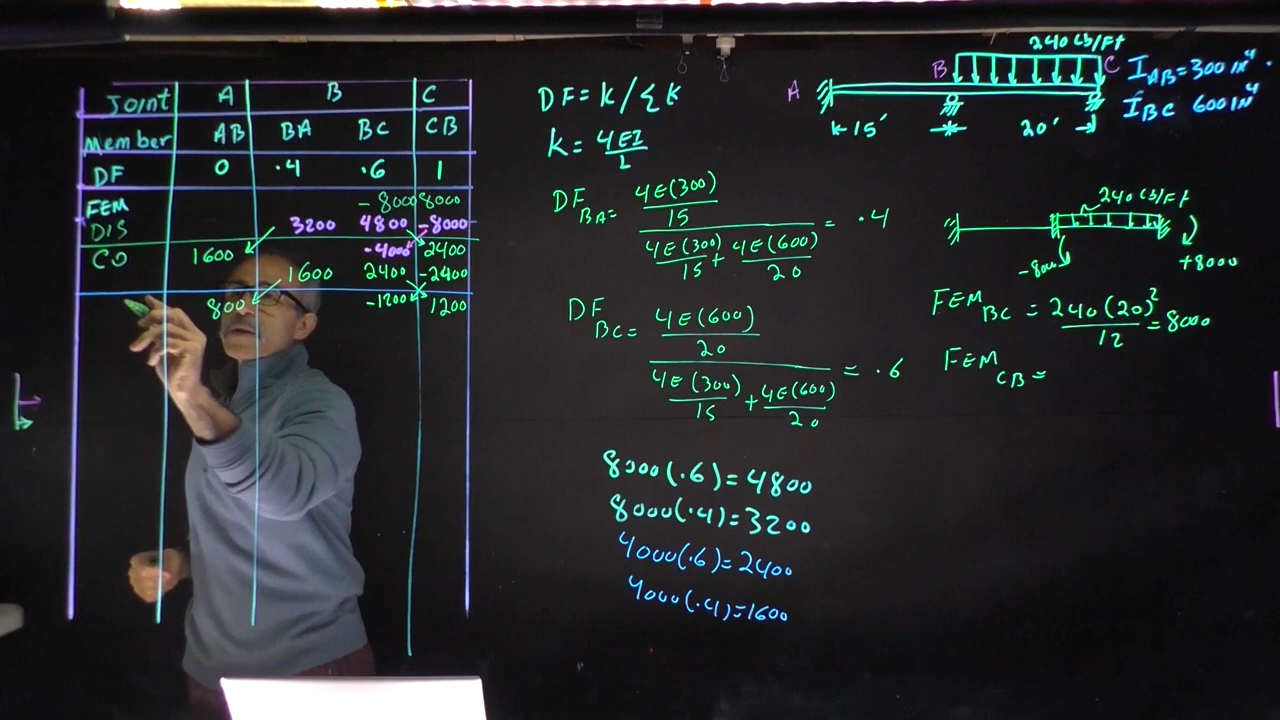 Joint A B C
member AB BA BC CB
DF 0 .4 .6 1
FEM - 8000 8000
DIS 3200 4800 -8000
CO 1600 -4000 2400
1600 2400 -2400
800 -1200 1200
DF = K / Σ K
K = 4EI / L
DF BA = 4E(300) / 15 / 4E(300) / 15 + 4E(600) / 20 = .4
DF BC = 4E(600) / 20 / 4E(300) / 15 + 4E(600) / 20 = .6
8000(.6) = 4800
8000(.4) = 3200
4000(.6) = 2400
4000(.4) = 1600
240 lb/Ft
A B C
15' 20'
I AB = 300 IN^4
I BC 600 IN^4
240 lb/Ft
-8000 +8000
FEM BC = 240(20)² / 12 = 8000
FEM CB =